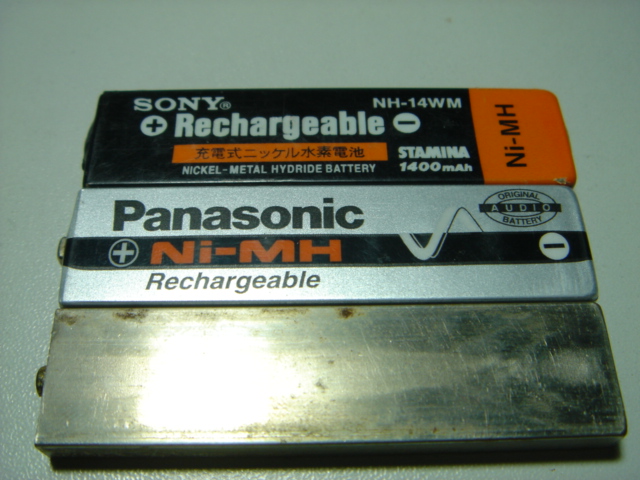 SONY® NH-14WM
+ Rechargeable −
充電式ニッケル水素電池 STAMINA
NICKEL-METAL HYDRIDE BATTERY 1400mAh
Ni-MH
Panasonic ORIGINAL
AUDIO
BATTERY
+ Ni-MH −
Rechargeable